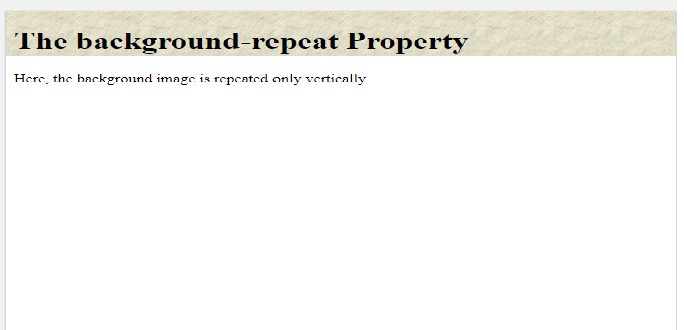 The background-repeat Property
Here, the background image is repeated only vertically